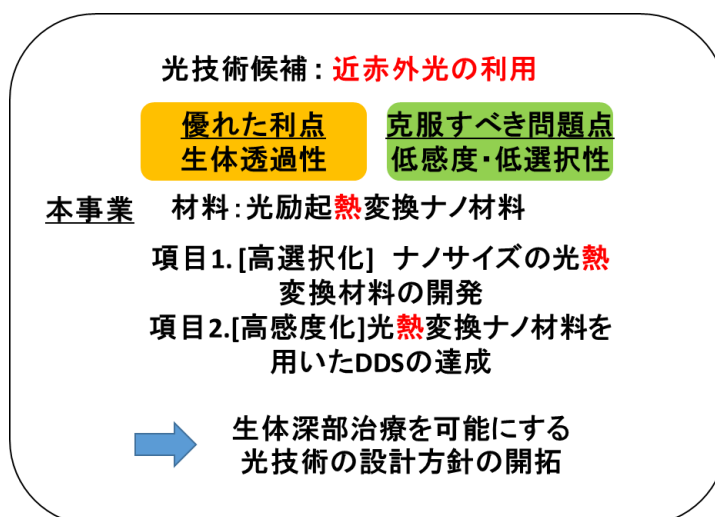 光技術候補：近赤外光の利用
優れた利点
生体透過性
克服すべき問題点
低感度・低選択性
本事業 材料：光励起熱変換ナノ材料
項目1. [高選択化] ナノサイズの光熱
変換材料の開発
項目2.[高感度化]光熱変換ナノ材料を
用いたDDSの達成
生体深部治療を可能にする
光技術の設計方針の開拓